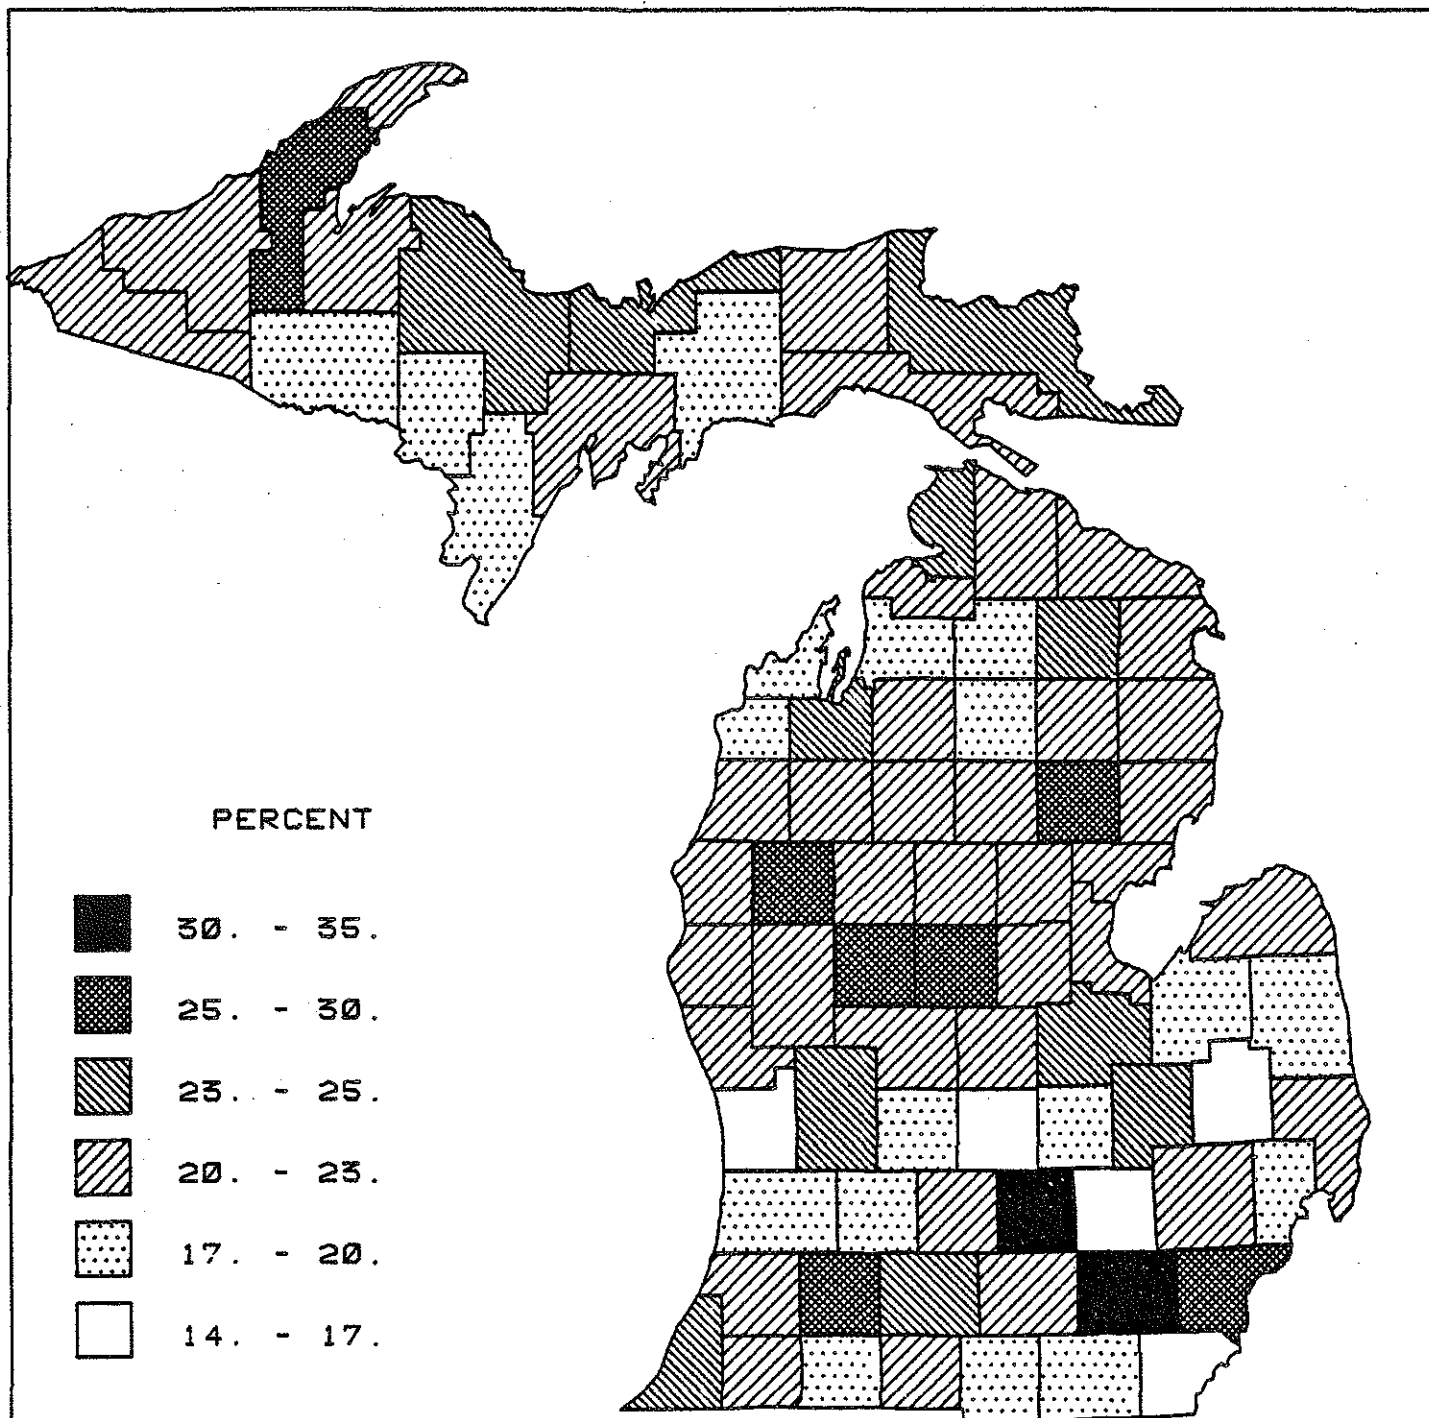 PERCENT
30. - 35.
25. - 30.
23. - 25.
20. - 23.
17. - 20.
14. - 17.